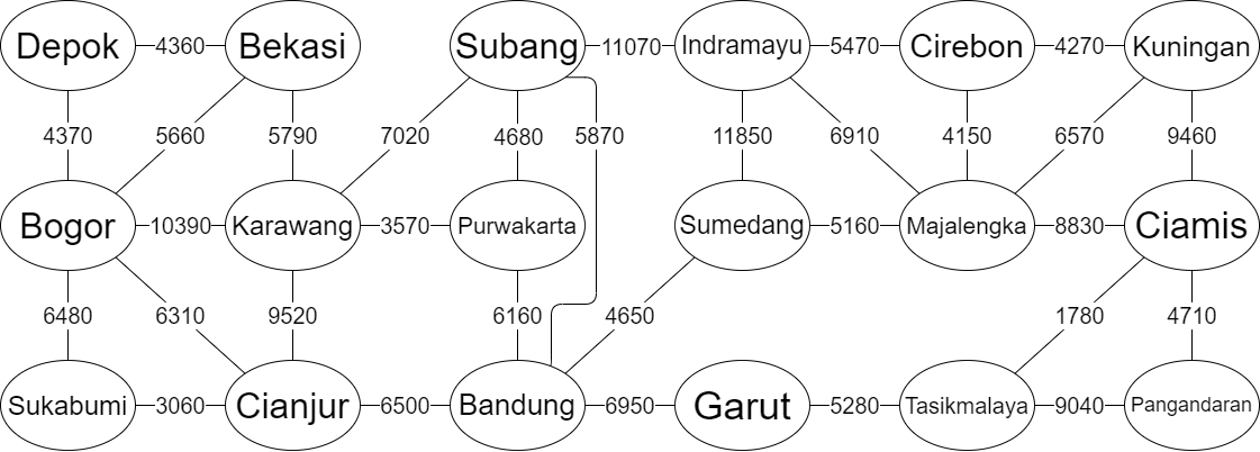 Depok 4360 Bekasi Subang 11070 Indramayu 5470 Cirebon 4270 Kuningan
4370 5660 5790 7020 4680 5870 11850 6910 4150 6570 9460
Bogor 10390 Karawang 3570 Purwakarta Sumedang 5160 Majalengka 8830 Ciamis
6480 6310 9520 6160 4650 1780 4710
Sukabumi 3060 Cianjur 6500 Bandung 6950 Garut 5280 Tasikmalaya 9040 Pangandaran